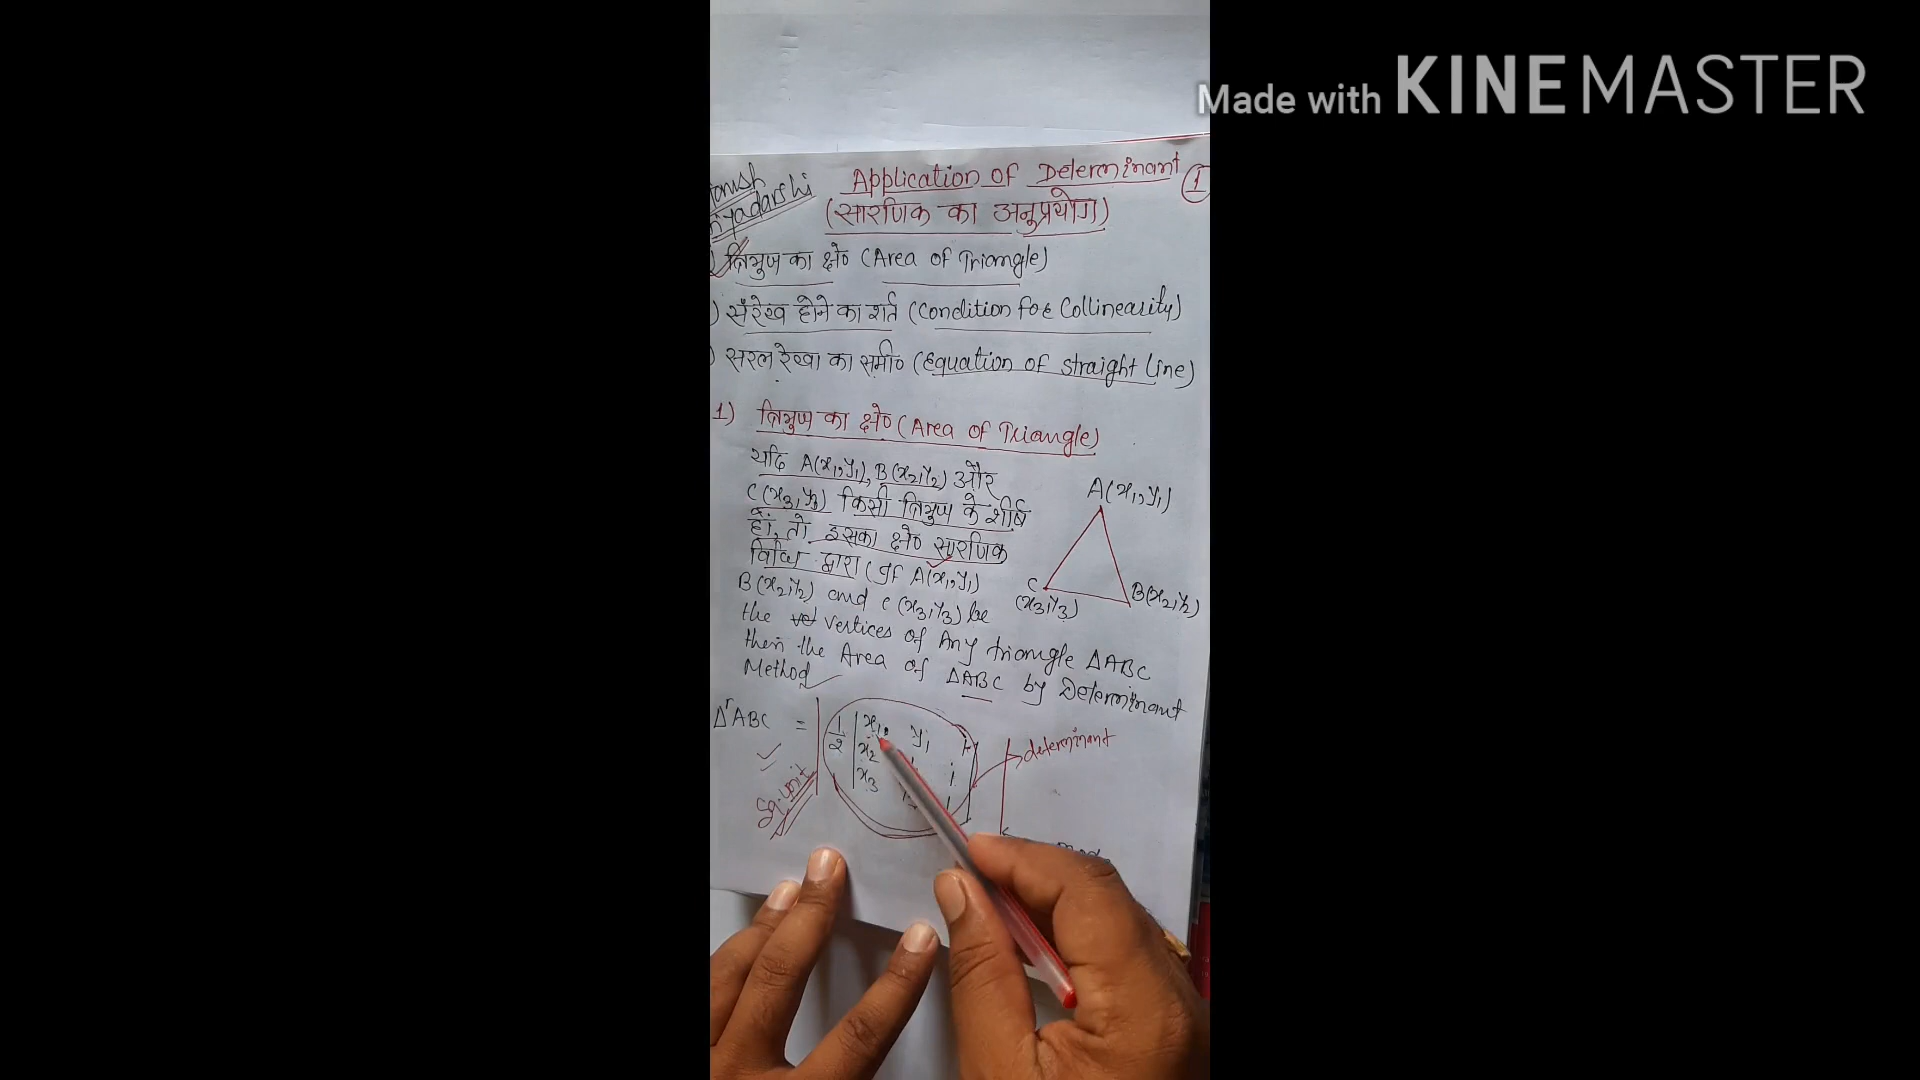 Made with KINEMASTER
Application of Determinant
1
(सारणिक का अनुप्रयोग)
त्रिभुज का क्षे० (Area of Triangle)
संरेख होने का शर्त (Condition for Collinearity)
सरल रेखा का समी० (Equation of straight line)
1) त्रिभुज का क्षे० (Area of Triangle)
यदि A(x₁, y₁), B(x₂, y₂) और
C(x₃, y₃) किसी त्रिभुज के शीर्ष
हों, तो इसका क्षे० सारणिक
विधि द्वारा (If A(x₁, y₁)
B(x₂, y₂) and C(x₃, y₃) be
the vertices of Any triangle ΔABC
then the Area of ΔABC by Determinant
Method
A(x₁, y₁)
C
(x₃, y₃)
B(x₂, y₂)
ΔABC = | 1/2 | x₁ y₁ 1
x₂ 1
x₃ 1
determinant
Sq. unit